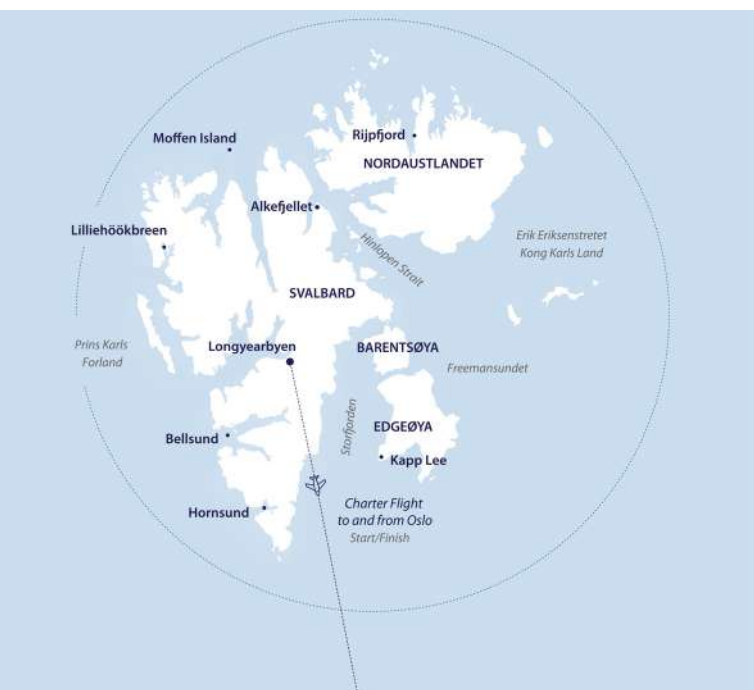 Moffen Island
Rijpfjord
NORDAUSTLANDET
Alkefjellet
Lilliehöökbreen
Hinlopen Strait
Erik Eriksenstretet
Kong Karls Land
SVALBARD
Prins Karls
Forland
Longyearbyen
BARENTSØYA
Freemansundet
Storfjorden
EDGEØYA
Bellsund
Kapp Lee
Hornsund
Charter Flight
to and from Oslo
Start/Finish